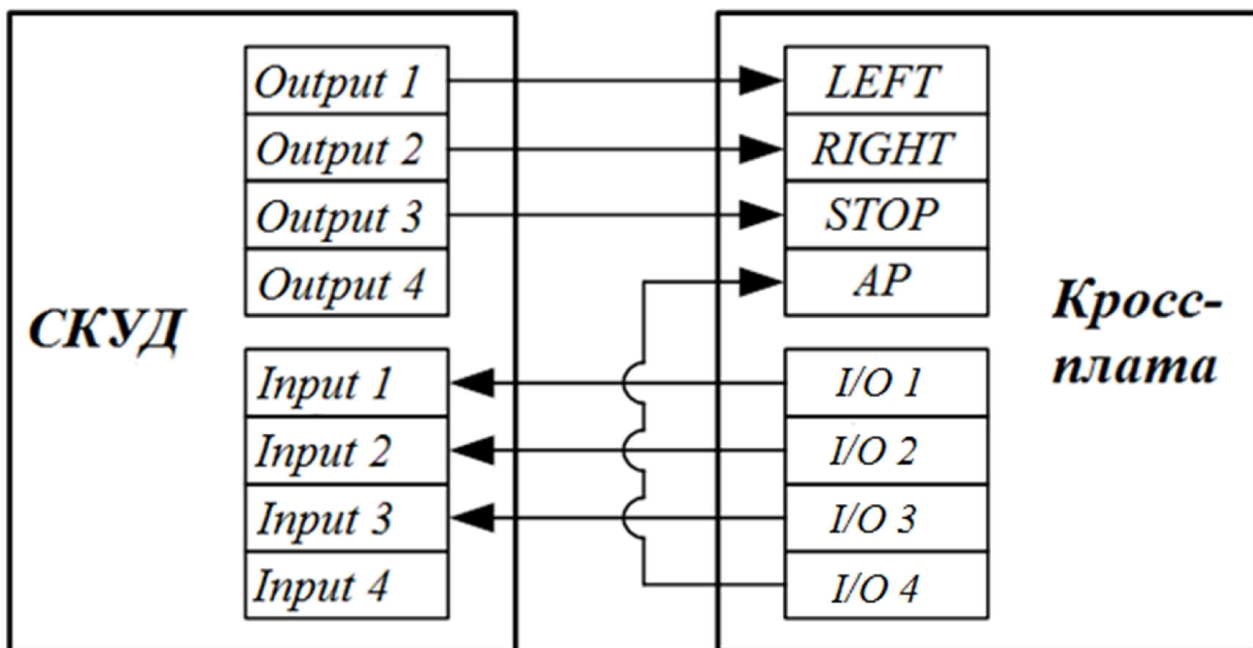 СКУД
Output 1
Output 2
Output 3
Output 4
Input 1
Input 2
Input 3
Input 4
LEFT
RIGHT
STOP
AP
I/O 1
I/O 2
I/O 3
I/O 4
Кросс-
плата